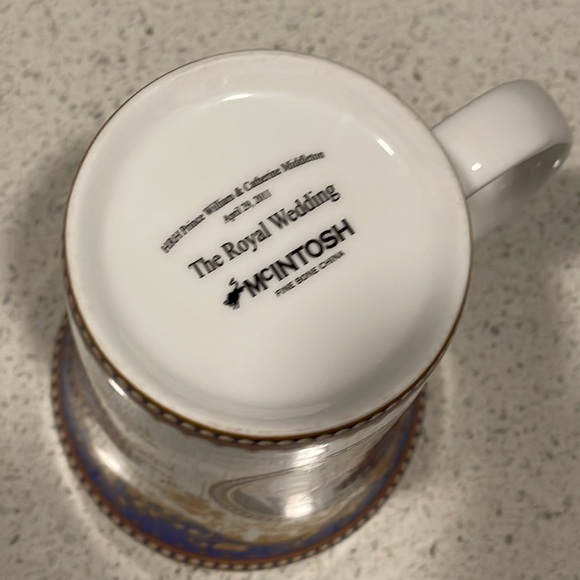 HRH Prince William & Catherine Middleton
April 29, 2011
The Royal Wedding
McINTOSH
FINE BONE CHINA